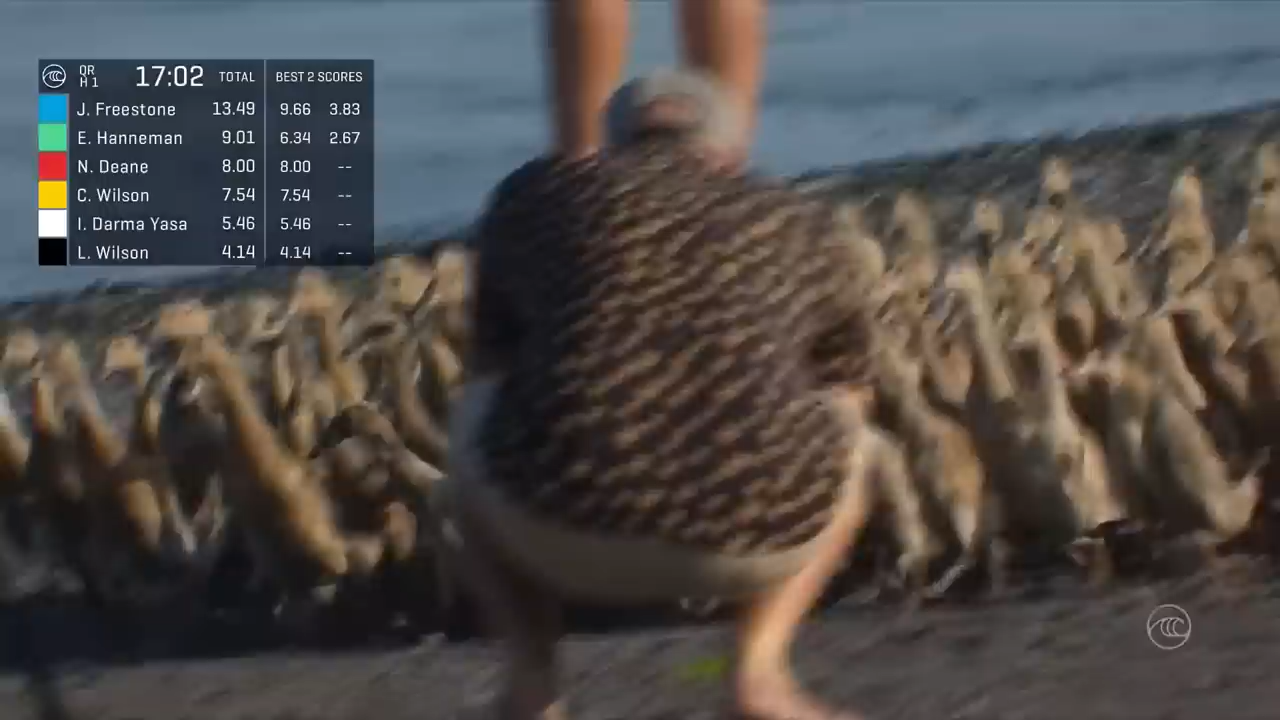 QR H 1 17:02 TOTAL BEST 2 SCORES
J. Freestone 13.49 9.66 3.83
E. Hanneman 9.01 6.34 2.67
N. Deane 8.00 8.00 --
C. Wilson 7.54 7.54 --
I. Darma Yasa 5.46 5.46 --
L. Wilson 4.14 4.14 --